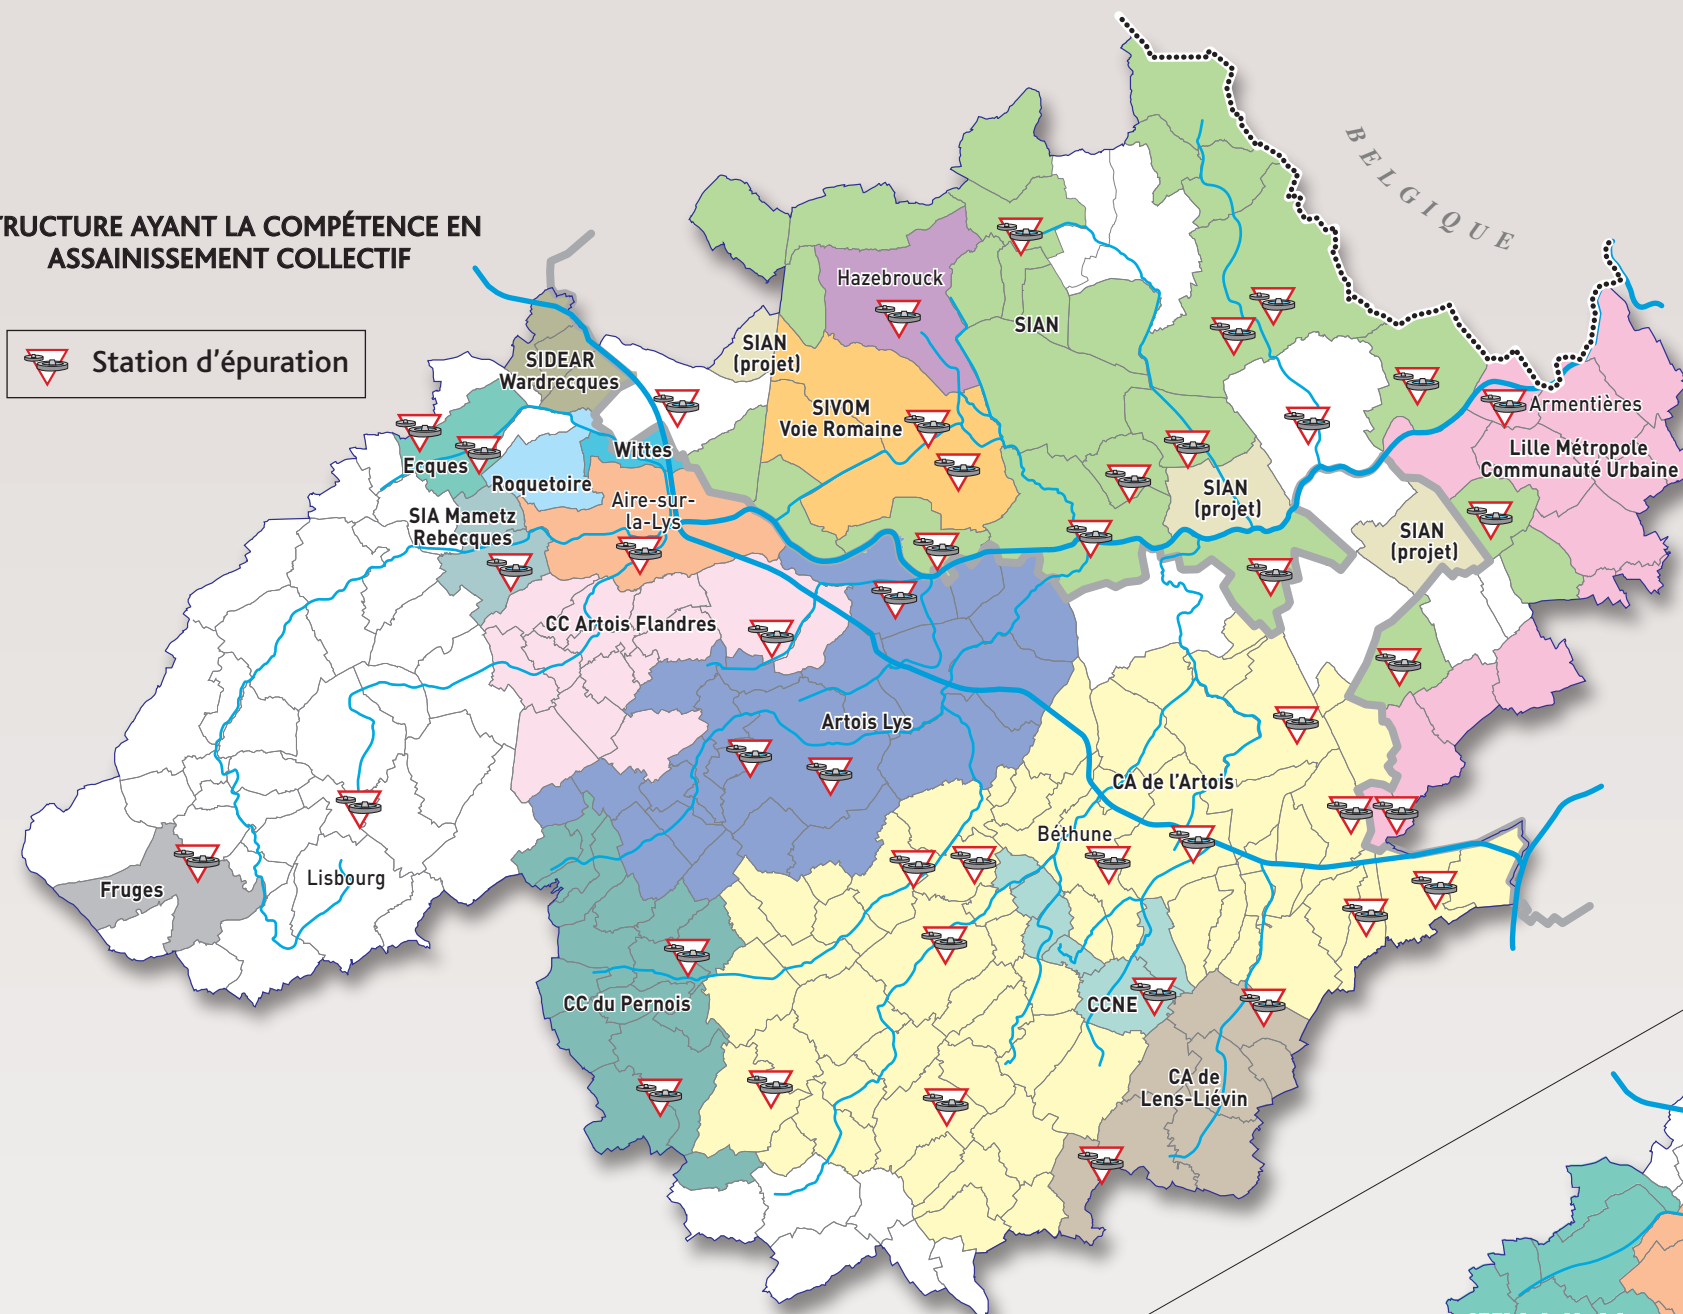 TRUCTURE AYANT LA COMPÉTENCE EN
ASSAINISSEMENT COLLECTIF
Station d'épuration
BELGIQUE
Hazebrouck
SIAN
SIAN
(projet)
SIDEAR
Wardrecques
SIVOM
Voie Romaine
Armentières
Lille Métropole
Communauté Urbaine
Wittes
Ecques
Roquetoire
Aire-sur-
la-Lys
SIAN
(projet)
SIA Mametz
Rebecques
SIAN
(projet)
CC Artois Flandres
Artois Lys
CA de l'Artois
Béthune
Lisbourg
Fruges
CC du Pernois
CCNE
CA de
Lens-Liévin